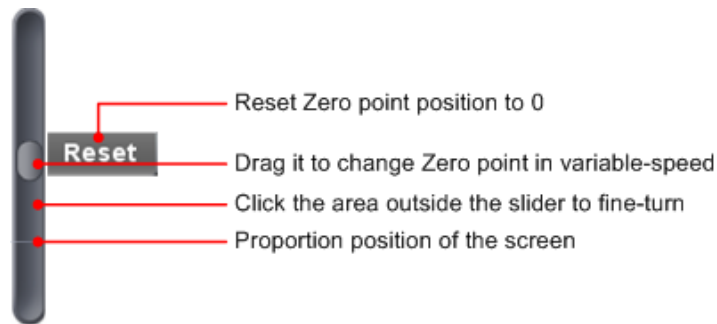 Reset Zero point position to 0
Reset
Drag it to change Zero point in variable-speed
Click the area outside the slider to fine-turn
Proportion position of the screen